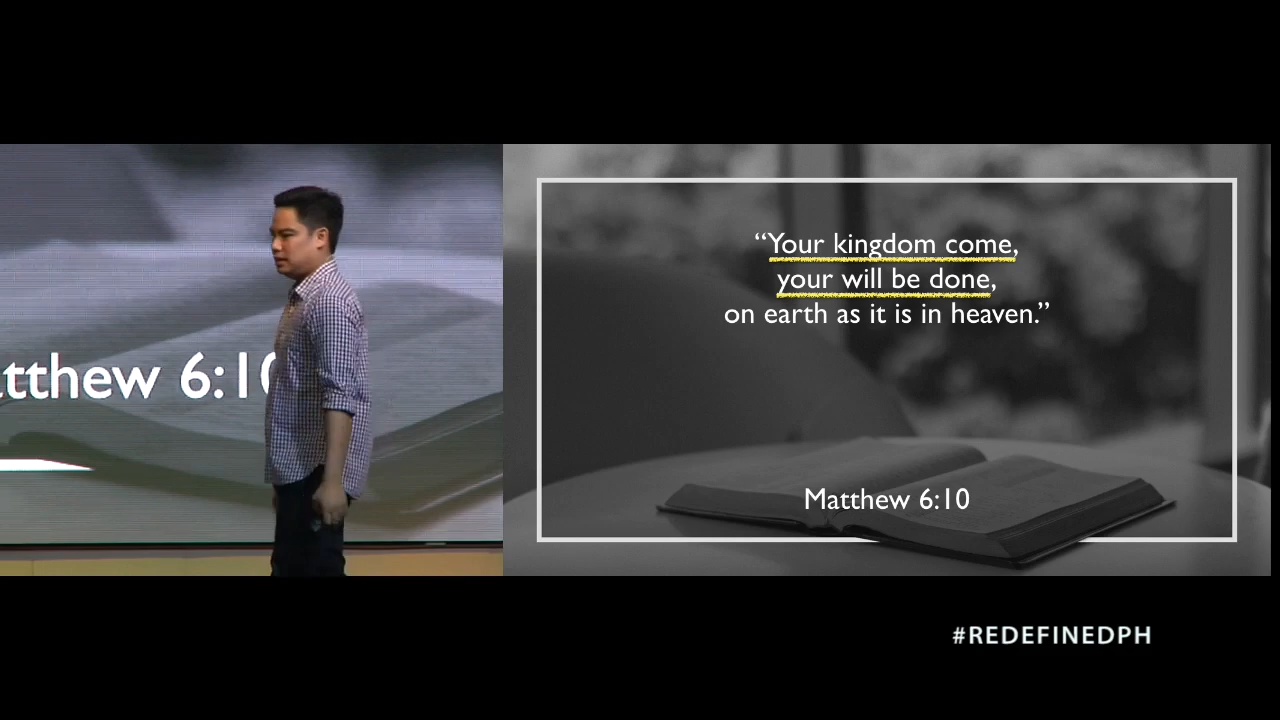 tthew 6:10
“Your kingdom come,
your will be done,
on earth as it is in heaven.”
Matthew 6:10
#REDEFINEDPH